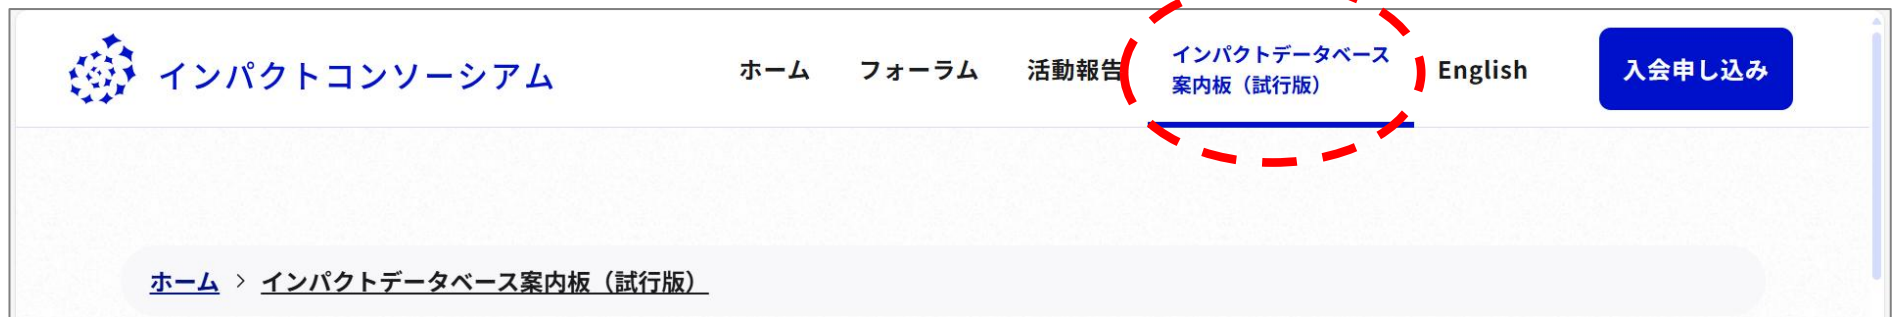 インパクトコンソーシアム
ホーム フォーラム 活動報告 インパクトデータベース
案内板（試行版） English 入会申し込み
ホーム > インパクトデータベース案内板（試行版）